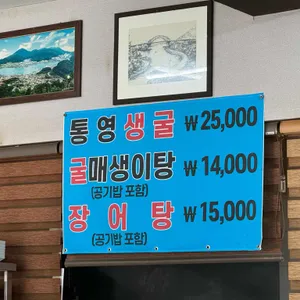 통영생굴 ₩25,000
굴매생이탕 ₩14,000
(공기밥 포함)
장어탕 ₩15,000
(공기밥 포함)